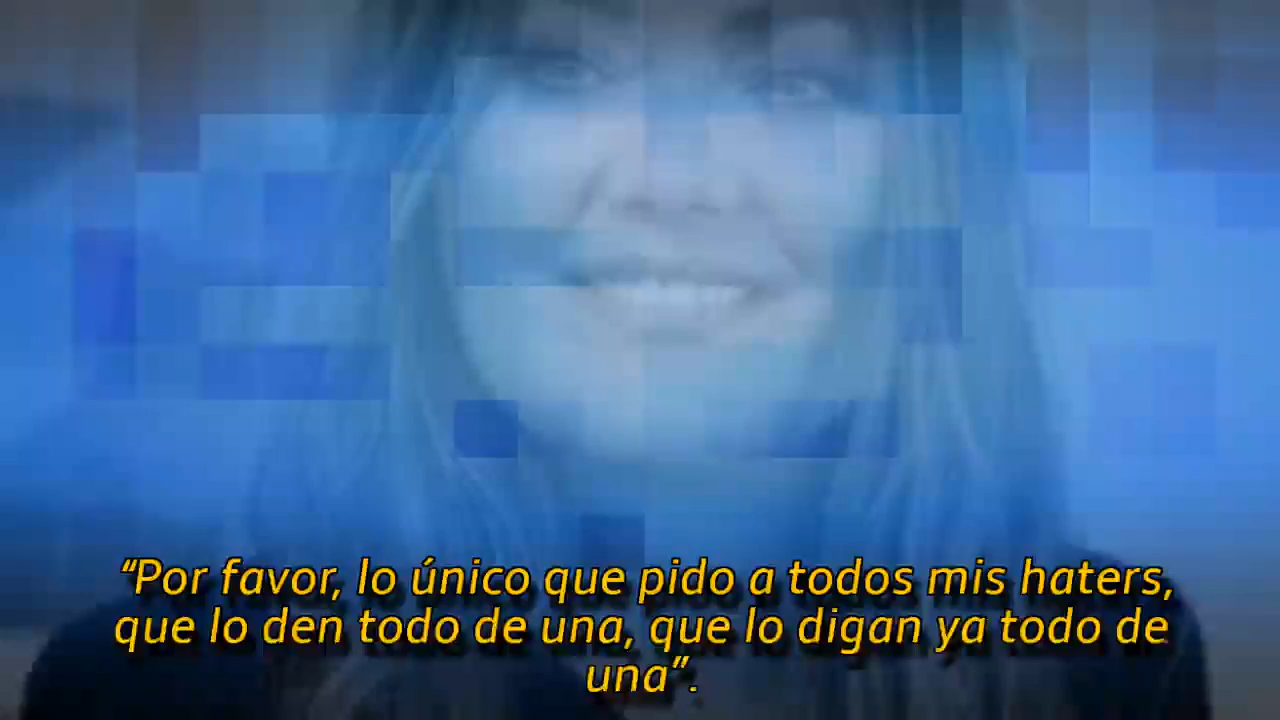 “Por favor, lo único que pido a todos mis haters,
que lo den todo de una, que lo digan ya todo de
una”.